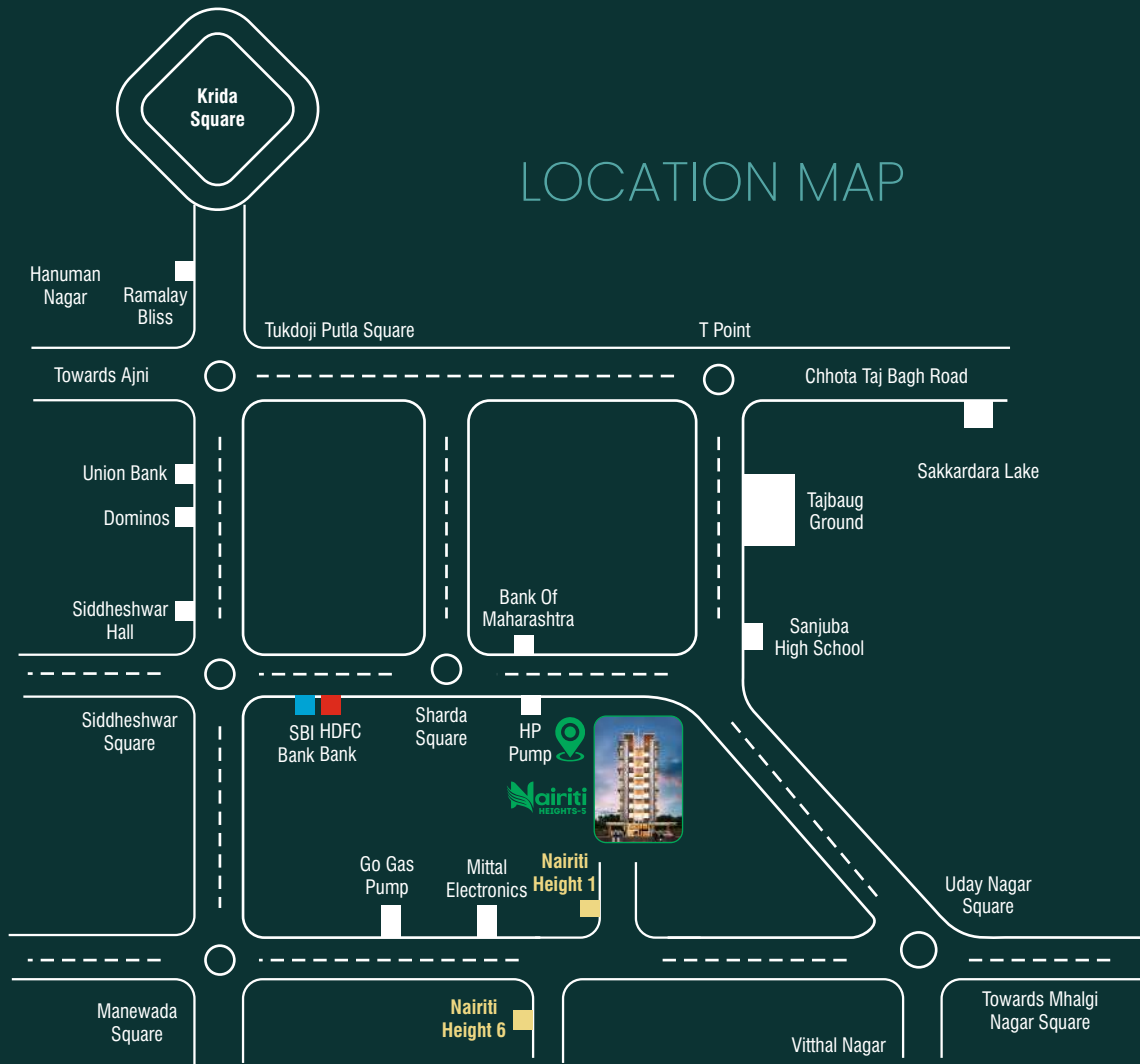 Krida
Square
LOCATION MAP
Hanuman
Nagar
Ramalay
Bliss
Tukdoji Putla Square
T Point
Towards Ajni
Chhota Taj Bagh Road
Union Bank
Sakkardara Lake
Dominos
Tajbaug
Ground
Siddheshwar
Hall
Bank Of
Maharashtra
Sanjuba
High School
Siddheshwar
Square
SBI
Bank
HDFC
Bank
Sharda
Square
HP
Pump
Nairiti
HEIGHTS-5
Go Gas
Pump
Mittal
Electronics
Nairiti
Height 1
Uday Nagar
Square
Manewada
Square
Nairiti
Height 6
Vitthal Nagar
Towards Mhalgi
Nagar Square